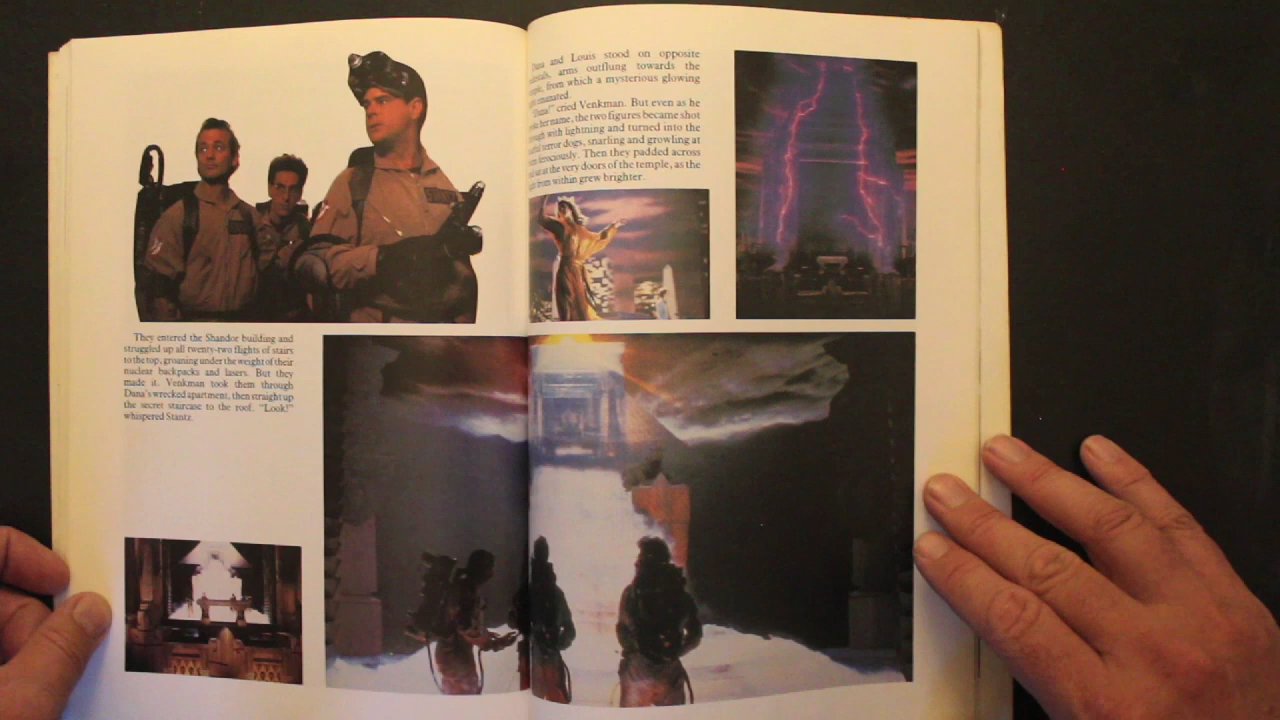 They entered the Shandor building and
struggled up all twenty-two flights of stairs
to the top, groaning under the weight of their
nuclear backpacks and lasers. But they
made it. Venkman took them through
Dana's wrecked apartment, then straight up
the secret staircase to the roof. "Look!"
whispered Stantz.
Dana and Louis stood on opposite
arms outflung towards the
from which a mysterious glowing
emanated.
"Dana!" cried Venkman. But even as he
her name, the two figures became shot
with lightning and turned into the
terror dogs, snarling and growling at
ferociously. Then they padded across
sat at the very doors of the temple, as the
from within grew brighter.